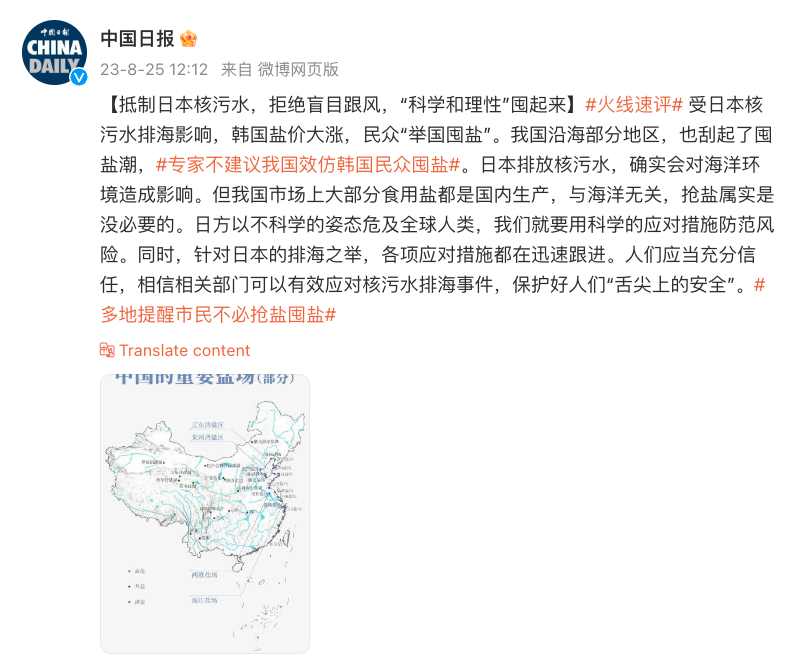 中国日报
CHINA
DAILY
中国日报
23-8-25 12:12 来自 微博网页版
【抵制日本核污水，拒绝盲目跟风，“科学和理性”囤起来】#火线速评# 受日本核
污水排海影响，韩国盐价大涨，民众“举国囤盐”。我国沿海部分地区，也刮起了囤
盐潮，#专家不建议我国效仿韩国民众囤盐#。日本排放核污水，确实会对海洋环
境造成影响。但我国市场上大部分食用盐都是国内生产，与海洋无关，抢盐属实是
没必要的。日方以不科学的姿态危及全球人类，我们就要用科学的应对措施防范风
险。同时，针对日本的排海之举，各项应对措施都在迅速跟进。人们应当充分信
任，相信相关部门可以有效应对核污水排海事件，保护好人们“舌尖上的安全”。#
多地提醒市民不必抢盐囤盐#
Translate content
中国的重要盐场(部分)
辽东湾盐区
莱州湾盐区
两淮盐场
海盐
井盐
湖盐